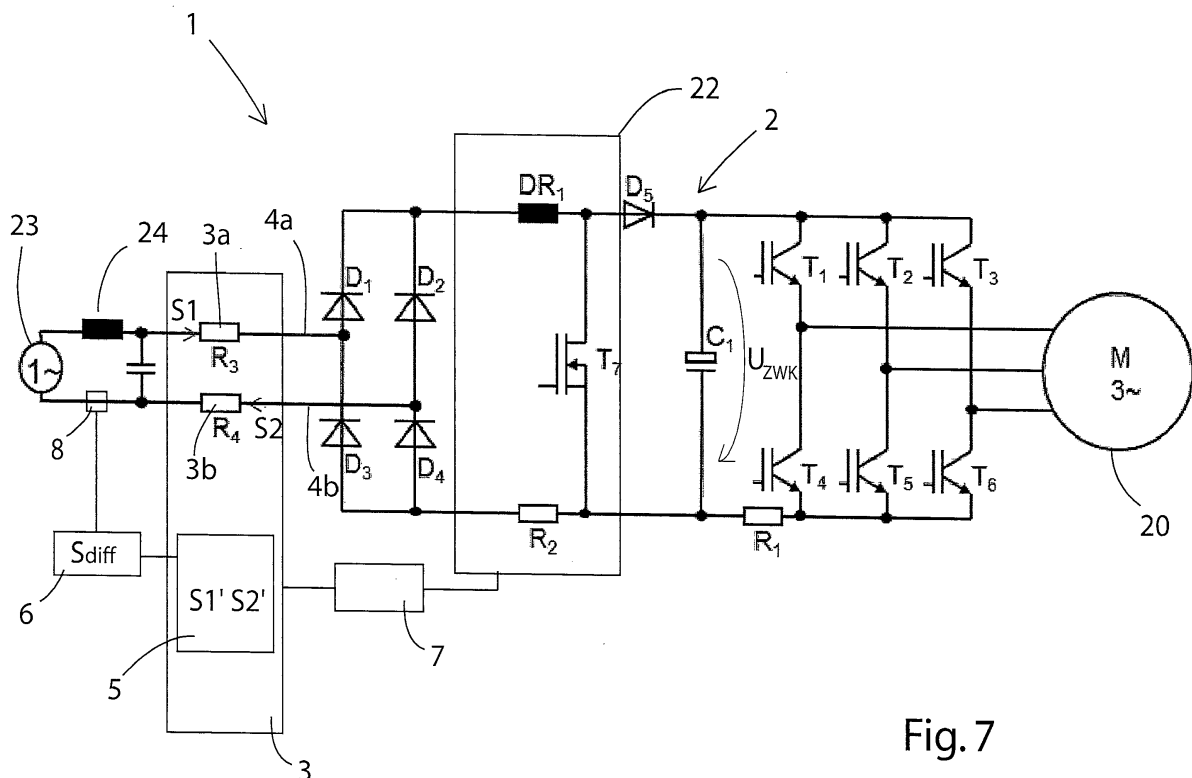 1
22
2
23
24
3a
4a
DR1
D5
S1
D1
D2
T1
T2
T3
1~
R3
T7
C1
UZWK
M
3~
8
R4
S2
3b
D3
4b
D4
T4
T5
T6
20
R2
R1
Sdiff
6
S1' S2'
5
7
3
Fig. 7